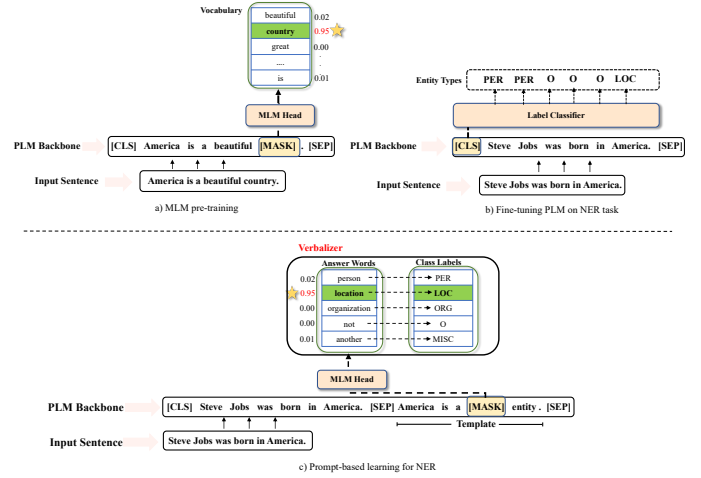 Vocabulary
beautiful 0.02
country 0.95
great 0.00
....
is 0.01
MLM Head
PLM Backbone [CLS] America is a beautiful [MASK] . [SEP]
Input Sentence America is a beautiful country.
a) MLM pre-training
Entity Types PER PER O O O LOC
Label Classifier
PLM Backbone [CLS] Steve Jobs was born in America. [SEP]
Input Sentence Steve Jobs was born in America.
b) Fine-tuning PLM on NER task
Verbalizer
Answer Words Class Labels
0.02 person PER
0.95 location LOC
0.00 organization ORG
0.00 not O
0.01 another MISC
MLM Head
PLM Backbone [CLS] Steve Jobs was born in America. [SEP] America is a [MASK] entity . [SEP]
Template
Input Sentence Steve Jobs was born in America.
c) Prompt-based learning for NER